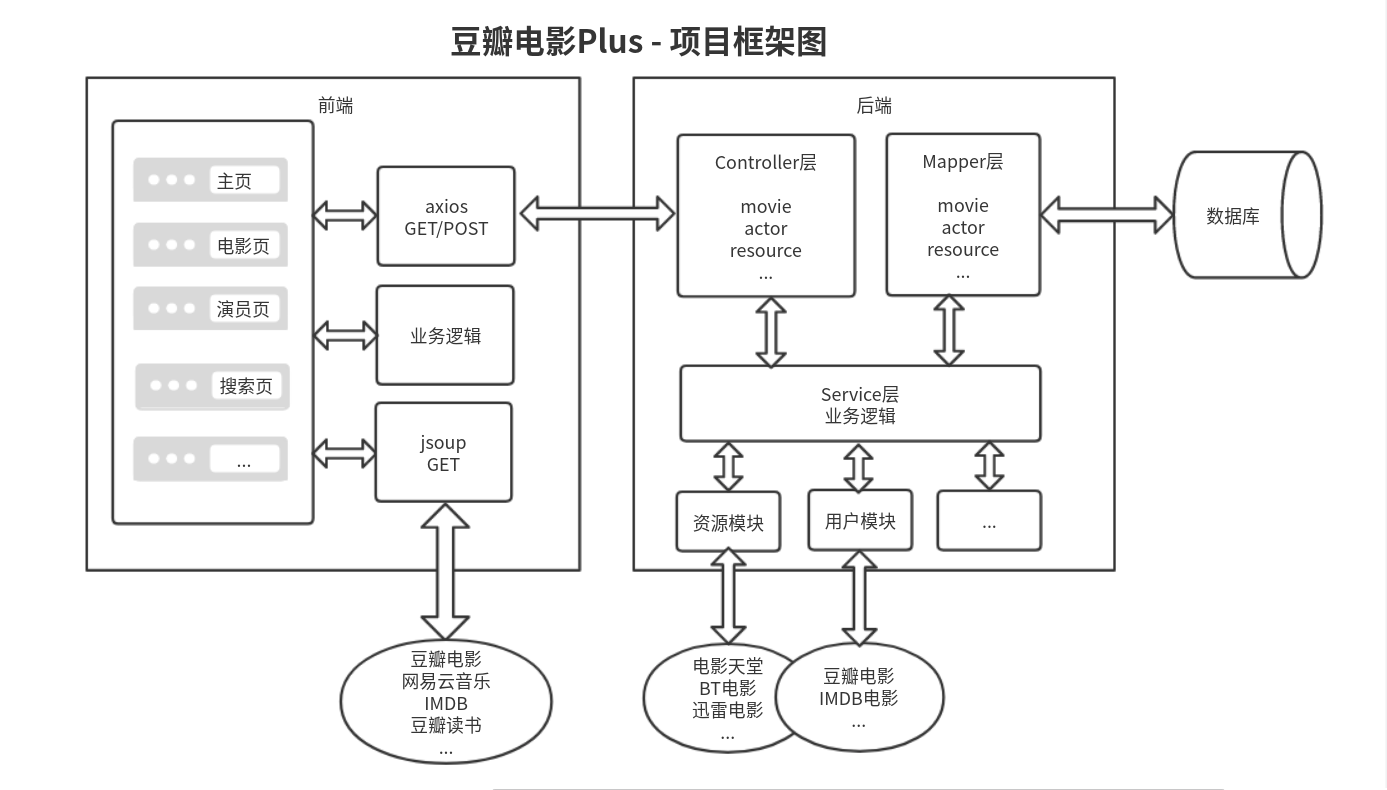 豆瓣电影Plus - 项目框架图
前端
主页
电影页
演员页
搜索页
...
axios
GET/POST
业务逻辑
jsoup
GET
豆瓣电影
网易云音乐
IMDB
豆瓣读书
...
后端
Controller层
movie
actor
resource
...
Mapper层
movie
actor
resource
...
Service层
业务逻辑
资源模块
用户模块
...
电影天堂
BT电影
迅雷电影
...
豆瓣电影
IMDB电影
...
数据库